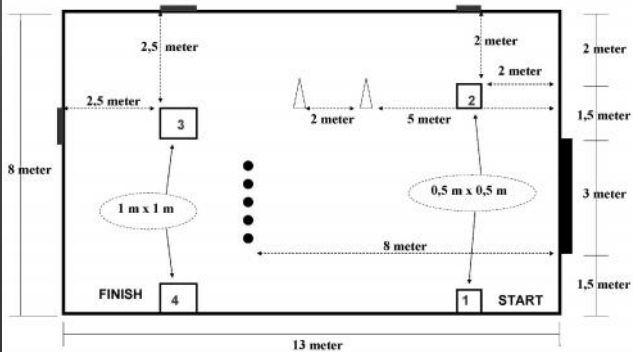 2,5 meter
2 meter
2 meter
2 meter
2,5 meter
2 meter
5 meter
1,5 meter
3
2
8 meter
1 m x 1 m
0,5 m x 0,5 m
3 meter
8 meter
FINISH
4
1
START
1,5 meter
13 meter